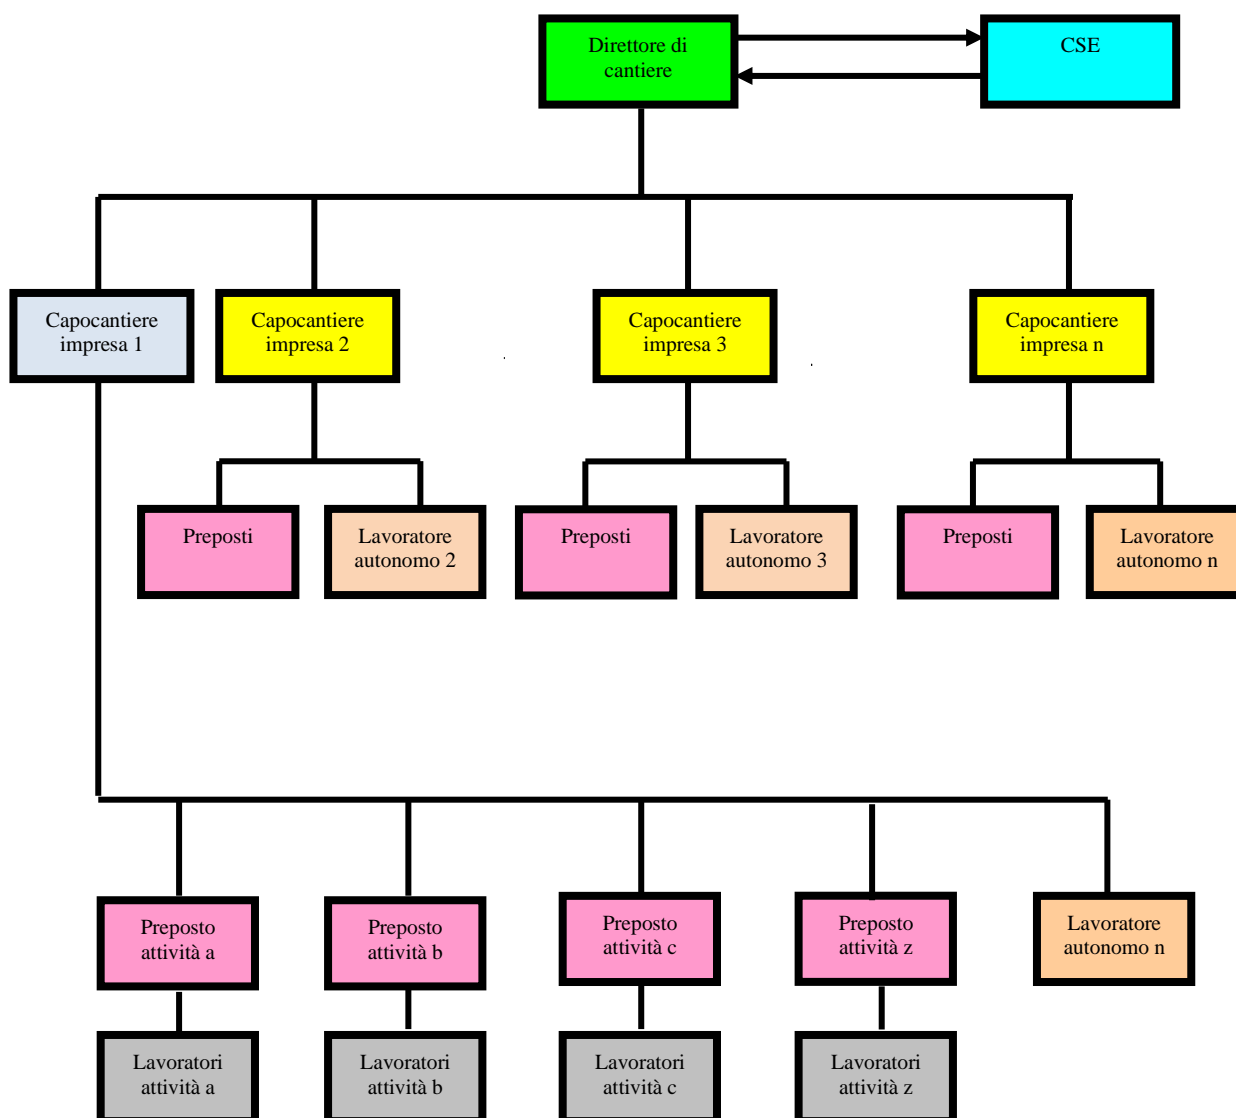 Direttore di
cantiere
CSE
Capocantiere
impresa 1
Capocantiere
impresa 2
Capocantiere
impresa 3
Capocantiere
impresa n
Preposti
Lavoratore
autonomo 2
Preposti
Lavoratore
autonomo 3
Preposti
Lavoratore
autonomo n
Preposto
attività a
Preposto
attività b
Preposto
attività c
Preposto
attività z
Lavoratore
autonomo n
Lavoratori
attività a
Lavoratori
attività b
Lavoratori
attività c
Lavoratori
attività z